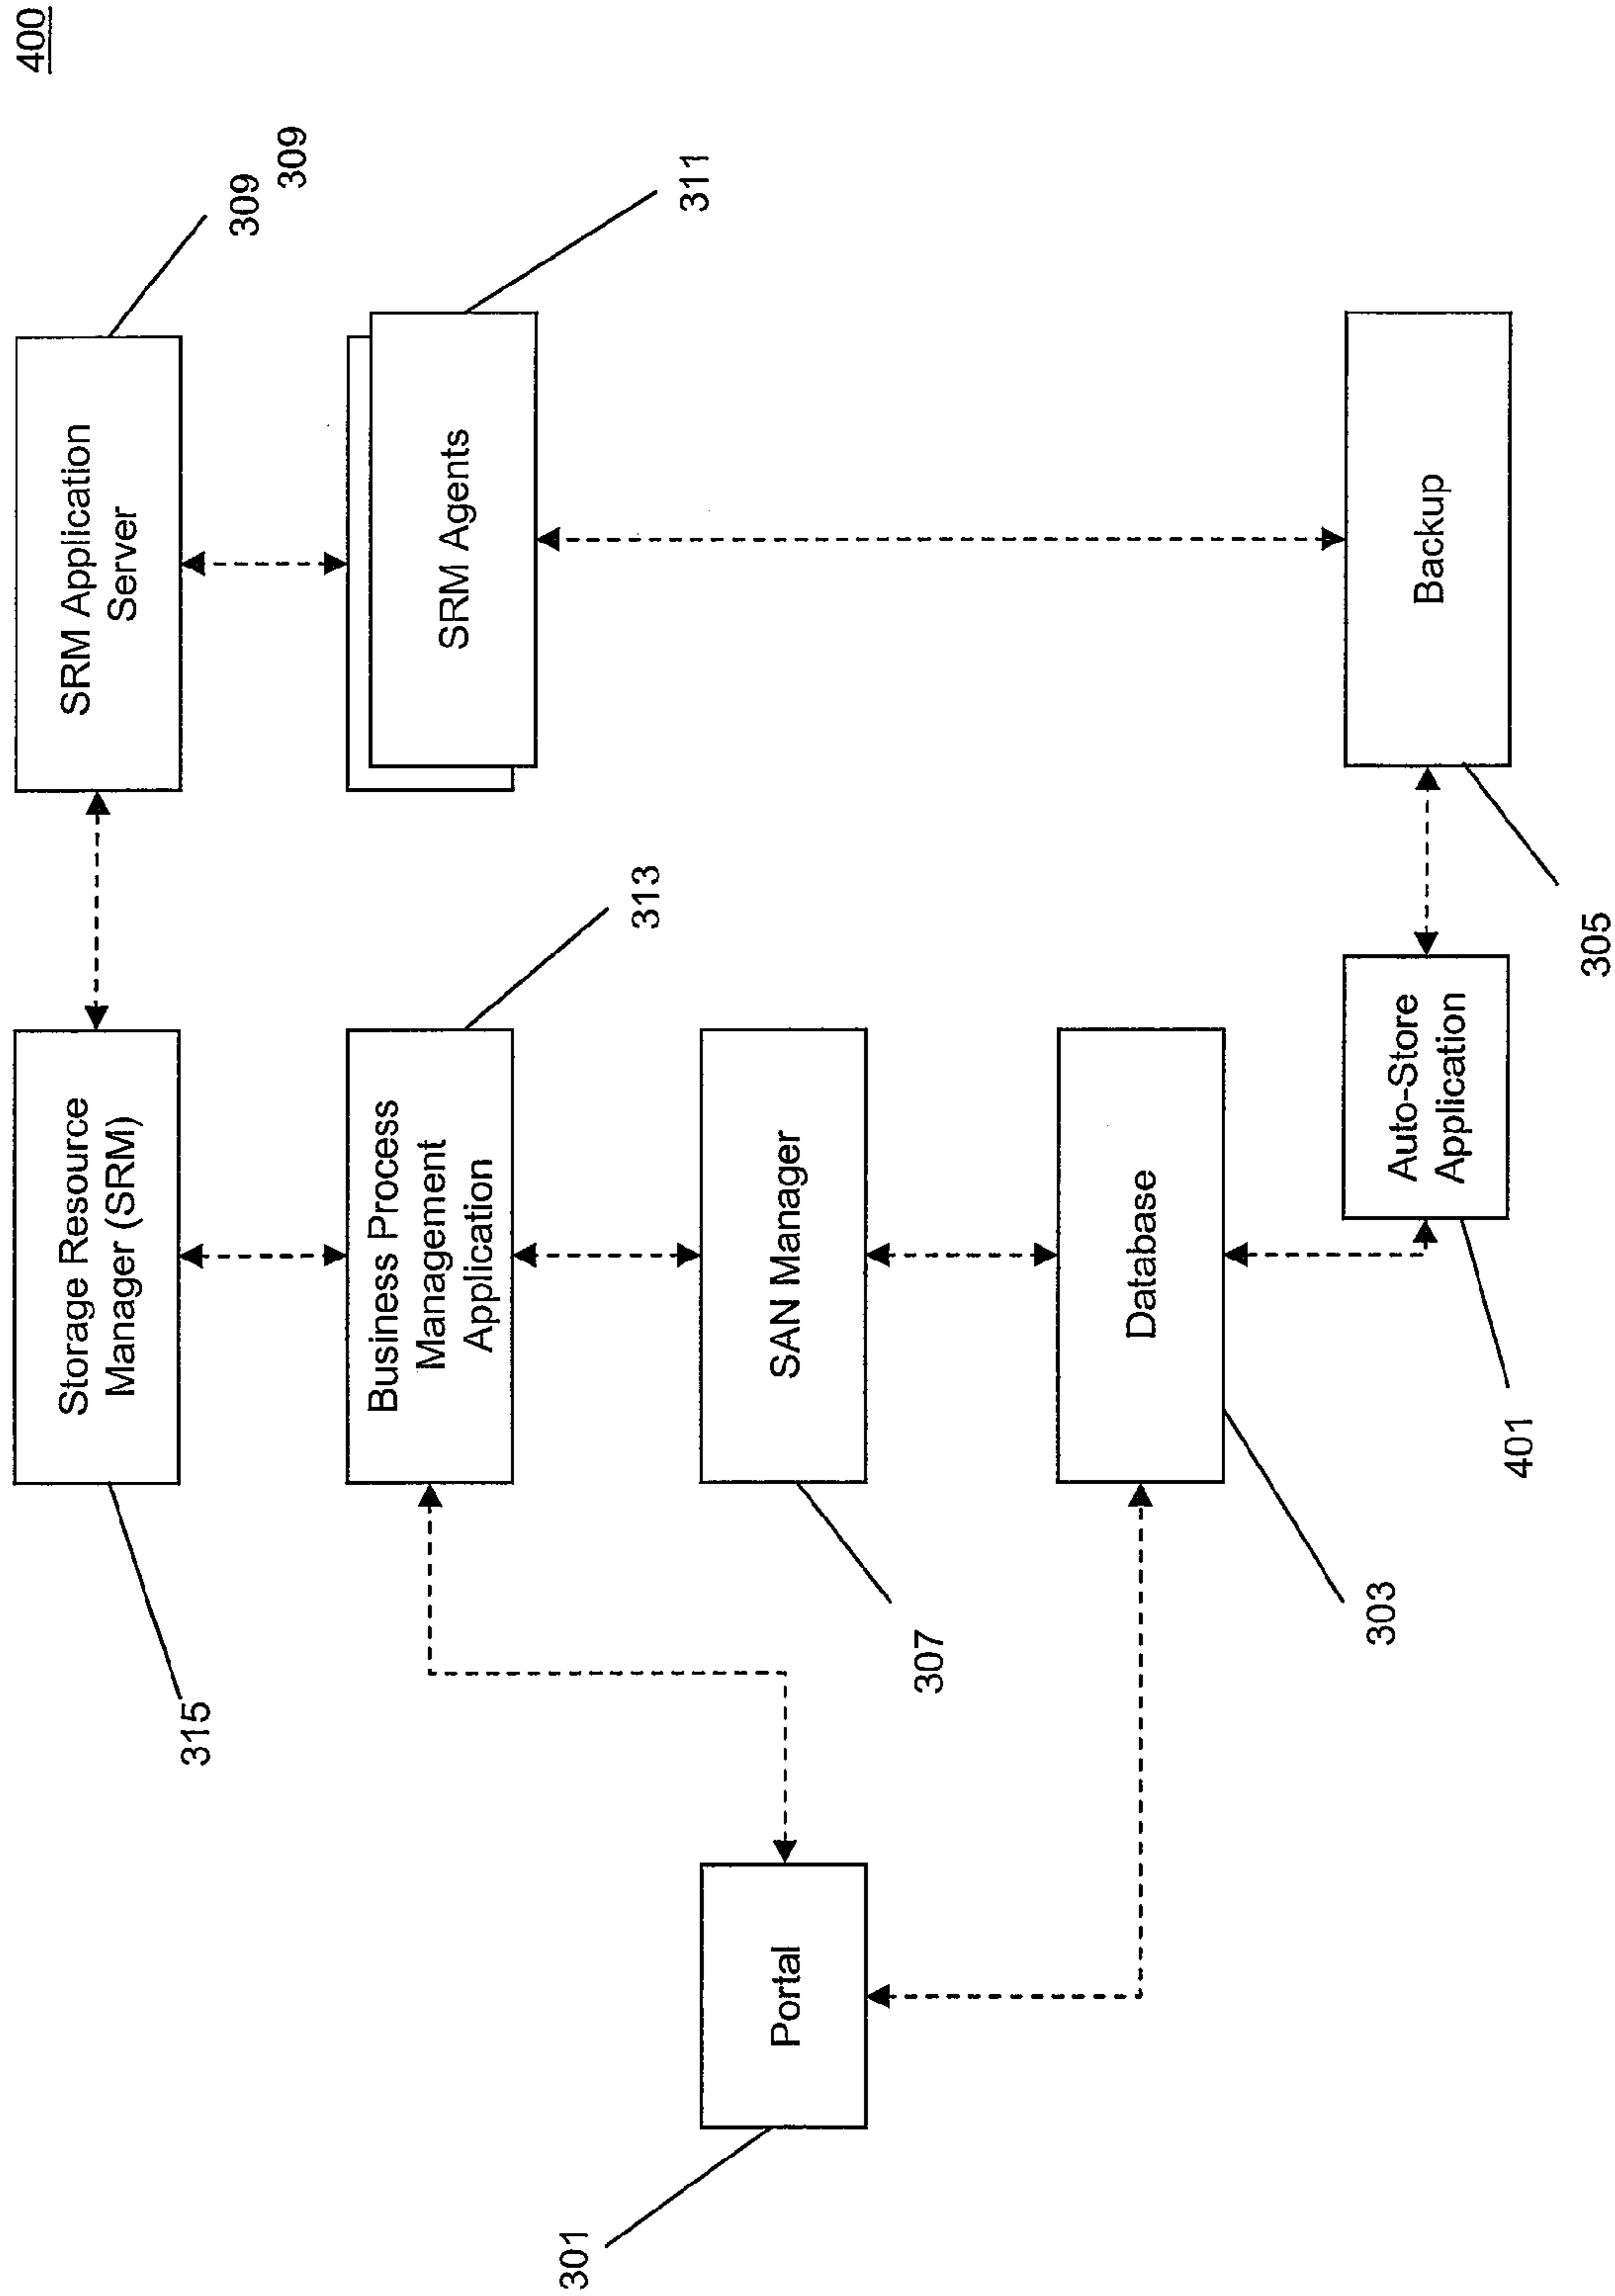 400
309
309
SRM Application
Server
Storage Resource
Manager (SRM)
315
SRM Agents
311
Business Process
Management
Application
313
SAN Manager
307
Portal
301
Database
303
Auto-Store
Application
401
Backup
305